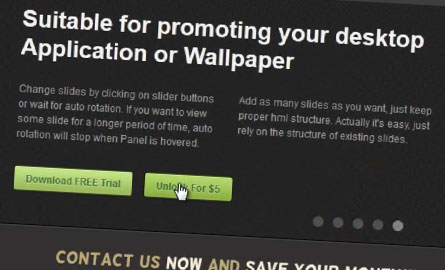 Suitable for promoting your desktop
Application or Wallpaper
Change slides by clicking on slider buttons
or wait for auto rotation. If you want to view
some slide for a longer period of time, auto
rotation will stop when Panel is hovered.
Add as many slides as you want, just keep
proper hml structure. Actually it's easy, just
rely on the structure of existing slides.
Download FREE Trial
Unlock For $5
CONTACT US NOW AND SAVE YOUR